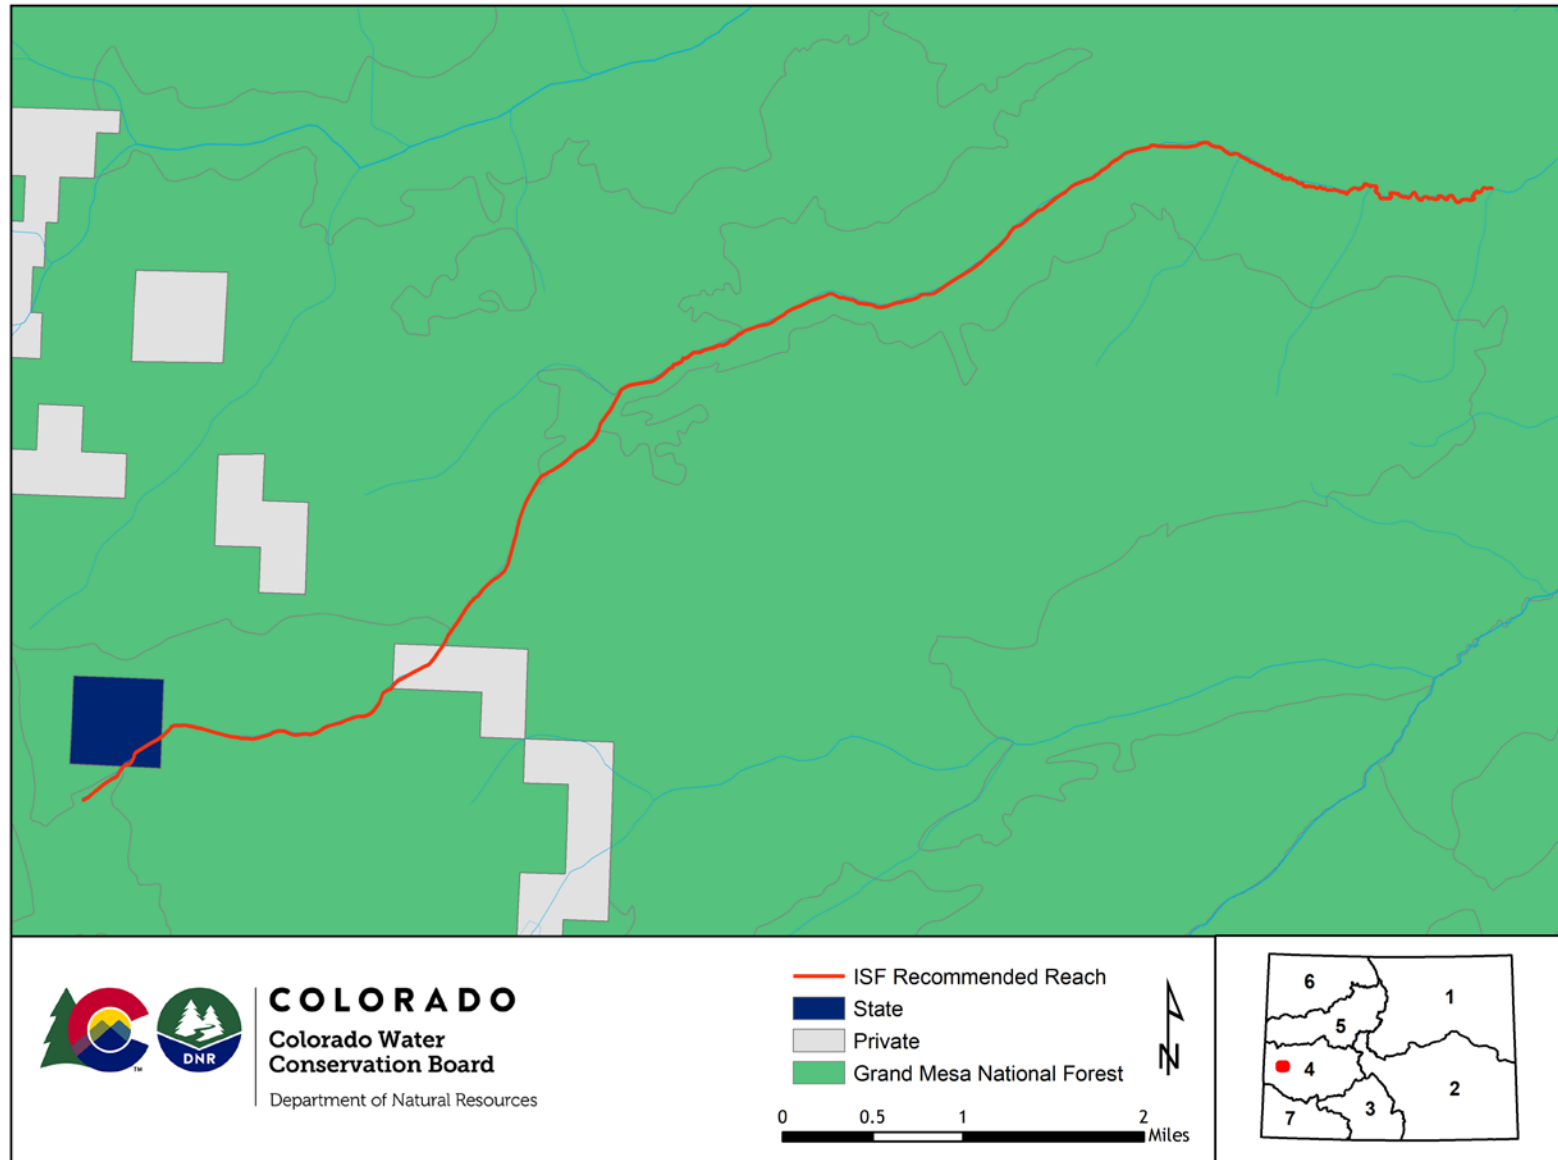 COLORADO
Colorado Water
Conservation Board
Department of Natural Resources
DNR
TM
ISF Recommended Reach
State
Private
Grand Mesa National Forest
N
0 0.5 1 2
Miles
6
1
5
4
2
3
7